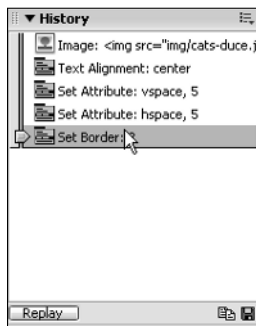 History
Image: <img src="img/cats-duce.j
Text Alignment: center
Set Attribute: vspace, 5
Set Attribute: hspace, 5
Set Border:
Replay